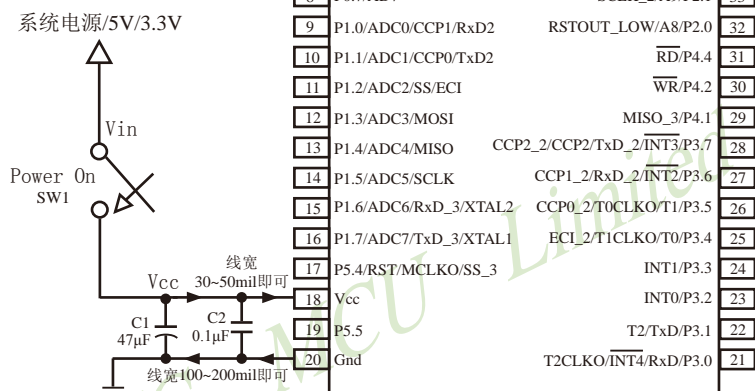 系统电源/5V/3.3V
Vin
Power On
SW1
Vcc
线宽
30~50mil即可
C1
47μF
C2
0.1μF
线宽100~200mil即可
9 P1.0/ADC0/CCP1/RxD2
10 P1.1/ADC1/CCP0/TxD2
11 P1.2/ADC2/SS/ECI
12 P1.3/ADC3/MOSI
13 P1.4/ADC4/MISO
14 P1.5/ADC5/SCLK
15 P1.6/ADC6/RxD_3/XTAL2
16 P1.7/ADC7/TxD_3/XTAL1
17 P5.4/RST/MCLKO/SS_3
18 Vcc
19 P5.5
20 Gnd
RSTOUT_LOW/A8/P2.0 32
RD/P4.4 31
WR/P4.2 30
MISO_3/P4.1 29
CCP2_2/CCP2/TxD_2/INT3/P3.7 28
CCP1_2/RxD_2/INT2/P3.6 27
CCP0_2/T0CLKO/T1/P3.5 26
ECI_2/T1CLKO/T0/P3.4 25
INT1/P3.3 24
INT0/P3.2 23
T2/TxD/P3.1 22
T2CLKO/INT4/RxD/P3.0 21
MCU Limited